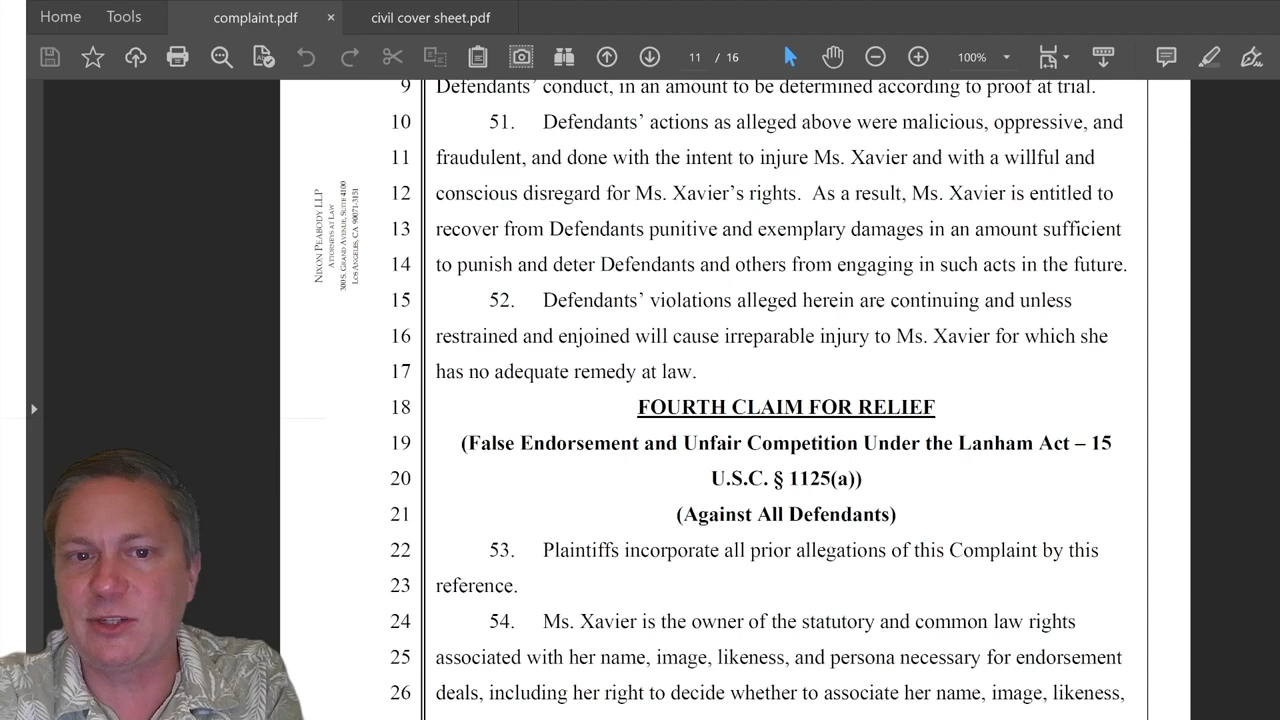 Home Tools complaint.pdf × civil cover sheet.pdf
11 / 16 100%
9 Defendants’ conduct, in an amount to be determined according to proof at trial.
10 51. Defendants’ actions as alleged above were malicious, oppressive, and
11 fraudulent, and done with the intent to injure Ms. Xavier and with a willful and
12 conscious disregard for Ms. Xavier’s rights. As a result, Ms. Xavier is entitled to
13 recover from Defendants punitive and exemplary damages in an amount sufficient
14 to punish and deter Defendants and others from engaging in such acts in the future.
15 52. Defendants’ violations alleged herein are continuing and unless
16 restrained and enjoined will cause irreparable injury to Ms. Xavier for which she
17 has no adequate remedy at law.
18 FOURTH CLAIM FOR RELIEF
19 (False Endorsement and Unfair Competition Under the Lanham Act – 15
20 U.S.C. § 1125(a))
21 (Against All Defendants)
22 53. Plaintiffs incorporate all prior allegations of this Complaint by this
23 reference.
24 54. Ms. Xavier is the owner of the statutory and common law rights
25 associated with her name, image, likeness, and persona necessary for endorsement
26 deals, including her right to decide whether to associate her name, image, likeness,
NIXON PEABODY LLP
ATTORNEYS AT LAW
300 S. GRAND AVENUE, SUITE 4100
LOS ANGELES, CA 90071-3151